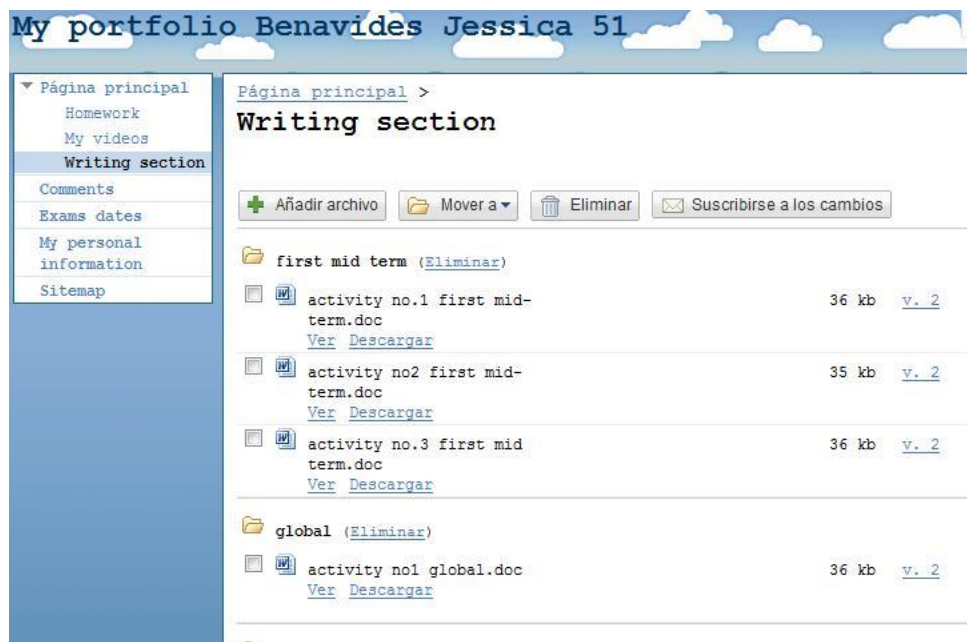 My portfolio Benavides Jessica 51
Página principal
Homework
My videos
Writing section
Comments
Exams dates
My personal
information
Sitemap
Página principal >
Writing section
Añadir archivo Mover a Eliminar Suscribirse a los cambios
first mid term (Eliminar)
activity no.1 first mid- 36 kb v. 2
term.doc
Ver Descargar
activity no2 first mid- 35 kb v. 2
term.doc
Ver Descargar
activity no.3 first mid 36 kb v. 2
term.doc
Ver Descargar
global (Eliminar)
activity no1 global.doc 36 kb v. 2
Ver Descargar